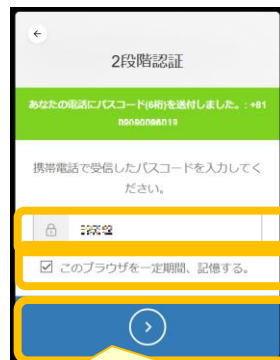 2段階認証
あなたの電話にパスコード(6桁)を送付しました。: +81
携帯電話で受信したパスコードを入力してく
ださい。
このブラウザを一定期間、記憶する。